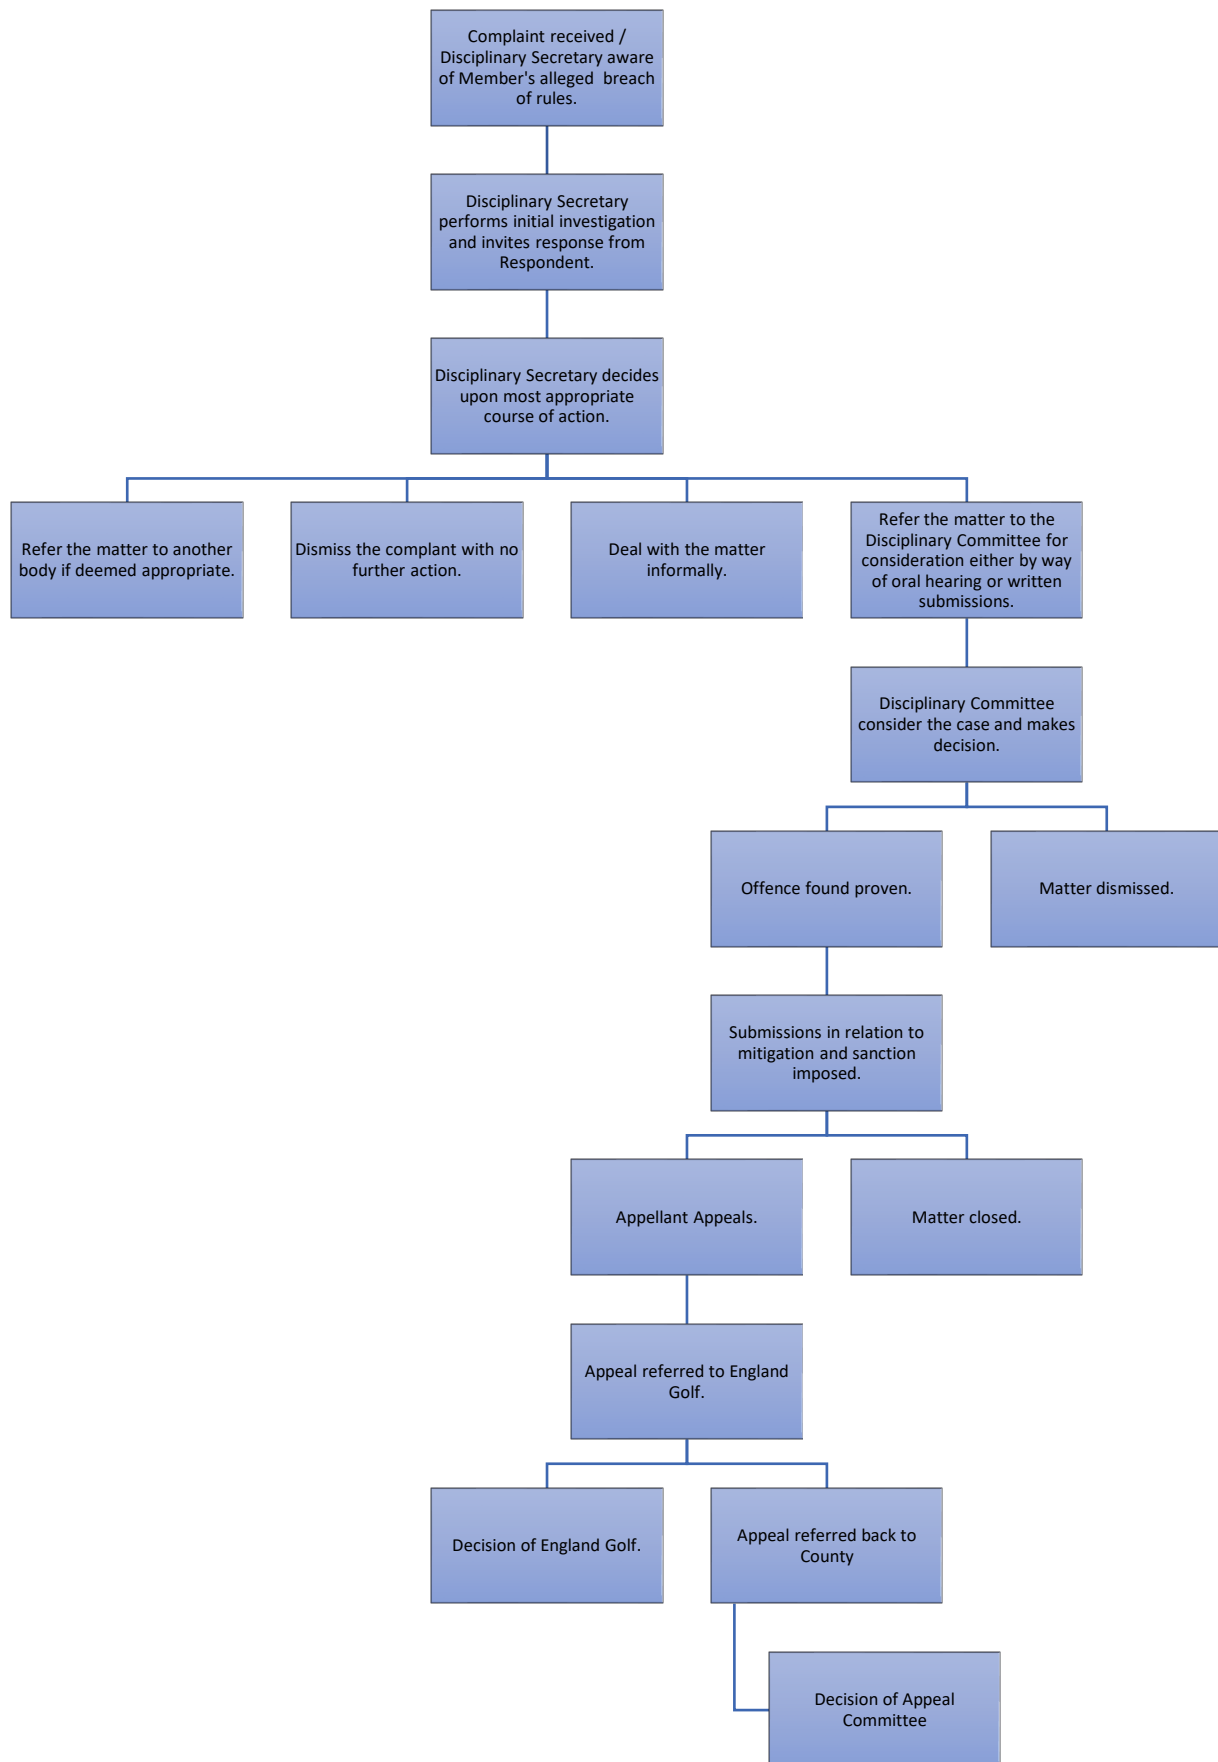 Complaint received /
Disciplinary Secretary aware
of Member's alleged breach
of rules.
Disciplinary Secretary
performs initial investigation
and invites response from
Respondent.
Disciplinary Secretary decides
upon most appropriate
course of action.
Refer the matter to another
body if deemed appropriate.
Dismiss the complant with no
further action.
Deal with the matter
informally.
Refer the matter to the
Disciplinary Committee for
consideration either by way
of oral hearing or written
submissions.
Disciplinary Committee
consider the case and makes
decision.
Offence found proven.
Matter dismissed.
Submissions in relation to
mitigation and sanction
imposed.
Appellant Appeals.
Matter closed.
Appeal referred to England
Golf.
Decision of England Golf.
Appeal referred back to
County
Decision of Appeal
Committee